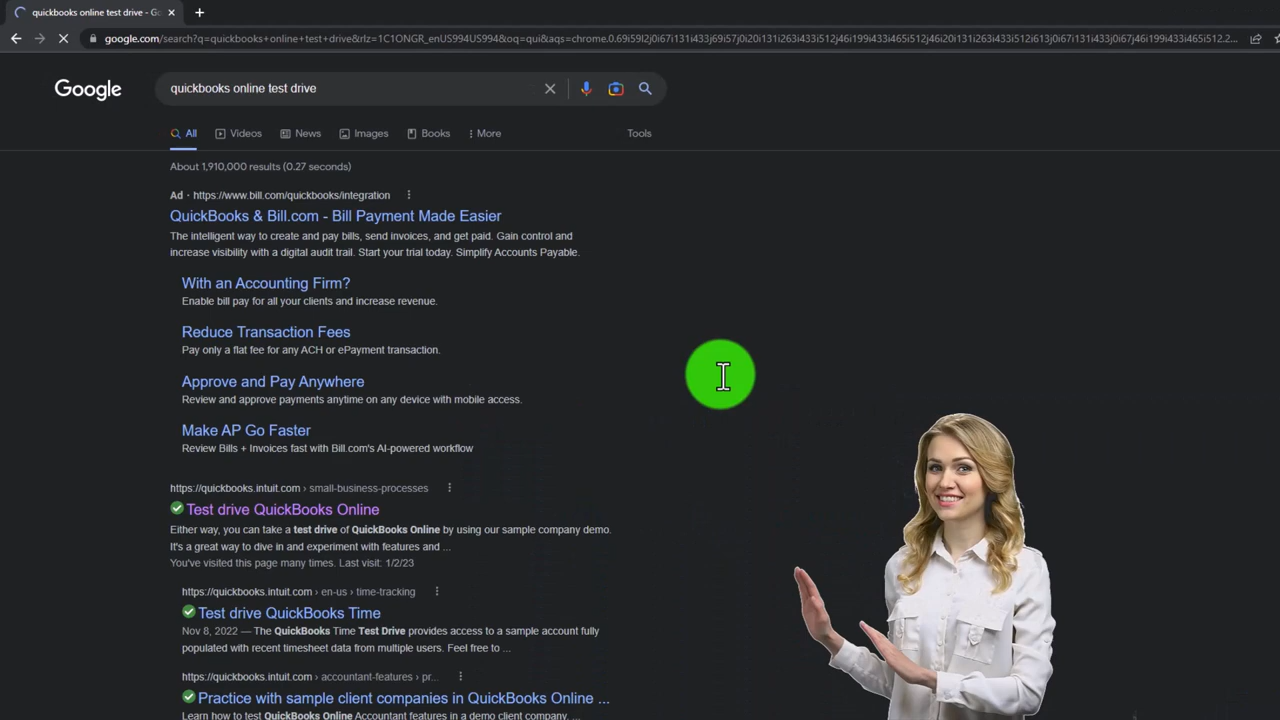 quickbooks online test drive - Go
google.com/search?q=quickbooks+online+test+drive&rlz=1C1ONGR_enUS994US994&oq=qui&aqs=chrome.0.69i59l2j0i67i131i433j69i57j0i20i131i263i433i512j46i199i433i465i512j46i20i131i263i433i512j0i512j613j0i67j46i199i433i465i512.2...
Google
quickbooks online test drive
All
Videos
News
Images
Books
More
Tools
About 1,910,000 results (0.27 seconds)
Ad · https://www.bill.com/quickbooks/integration
QuickBooks & Bill.com - Bill Payment Made Easier
The intelligent way to create and pay bills, send invoices, and get paid. Gain control and
increase visibility with a digital audit trail. Start your trial today. Simplify Accounts Payable.
With an Accounting Firm?
Enable bill pay for all your clients and increase revenue.
Reduce Transaction Fees
Pay only a flat fee for any ACH or ePayment transaction.
Approve and Pay Anywhere
Review and approve payments anytime on any device with mobile access.
Make AP Go Faster
Review Bills + Invoices fast with Bill.com's AI-powered workflow
https://quickbooks.intuit.com › small-business-processes
Test drive QuickBooks Online
Either way, you can take a test drive of QuickBooks Online by using our sample company demo.
It's a great way to dive in and experiment with features and ...
You've visited this page many times. Last visit: 1/2/23
https://quickbooks.intuit.com › en-us › time-tracking
Test drive QuickBooks Time
Nov 8, 2022 — The QuickBooks Time Test Drive provides access to a sample account fully
populated with recent timesheet data from multiple users. Feel free to ...
https://quickbooks.intuit.com › accountant-features › pr...
Practice with sample client companies in QuickBooks Online ...
Learn how to test QuickBooks Online Accountant features in a demo client company. ...